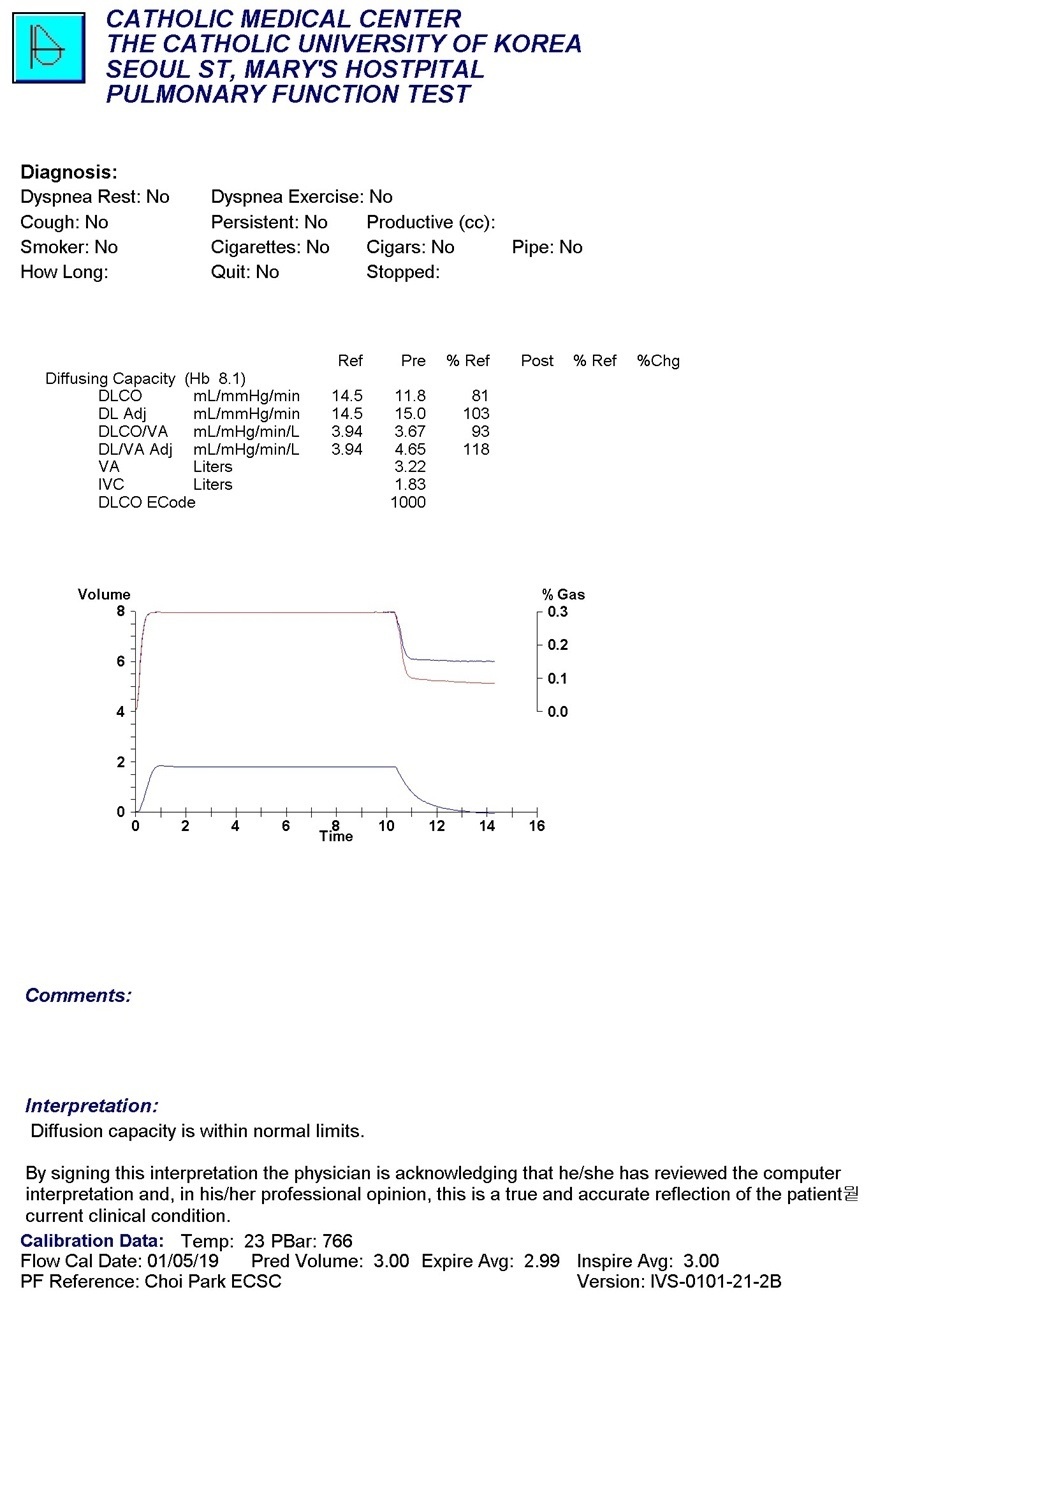 CATHOLIC MEDICAL CENTER
THE CATHOLIC UNIVERSITY OF KOREA
SEOUL ST, MARY'S HOSTPITAL
PULMONARY FUNCTION TEST
Diagnosis:
Dyspnea Rest: No Dyspnea Exercise: No
Cough: No Persistent: No Productive (cc):
Smoker: No Cigarettes: No Cigars: No Pipe: No
How Long: Quit: No Stopped:
Ref Pre % Ref Post % Ref %Chg
Diffusing Capacity (Hb 8.1)
DLCO mL/mmHg/min 14.5 11.8 81
DL Adj mL/mmHg/min 14.5 15.0 103
DLCO/VA mL/mHg/min/L 3.94 3.67 93
DL/VA Adj mL/mHg/min/L 3.94 4.65 118
VA Liters 3.22
IVC Liters 1.83
DLCO ECode 1000
Volume % Gas
8 0.3
0.2
6
0.1
4 0.0
2
0
0 2 4 6 8 10 12 14 16
Time
Comments:
Interpretation:
Diffusion capacity is within normal limits.
By signing this interpretation the physician is acknowledging that he/she has reviewed the computer
interpretation and, in his/her professional opinion, this is a true and accurate reflection of the patient
current clinical condition.
Calibration Data: Temp: 23 PBar: 766
Flow Cal Date: 01/05/19 Pred Volume: 3.00 Expire Avg: 2.99 Inspire Avg: 3.00
PF Reference: Choi Park ECSC Version: IVS-0101-21-2B